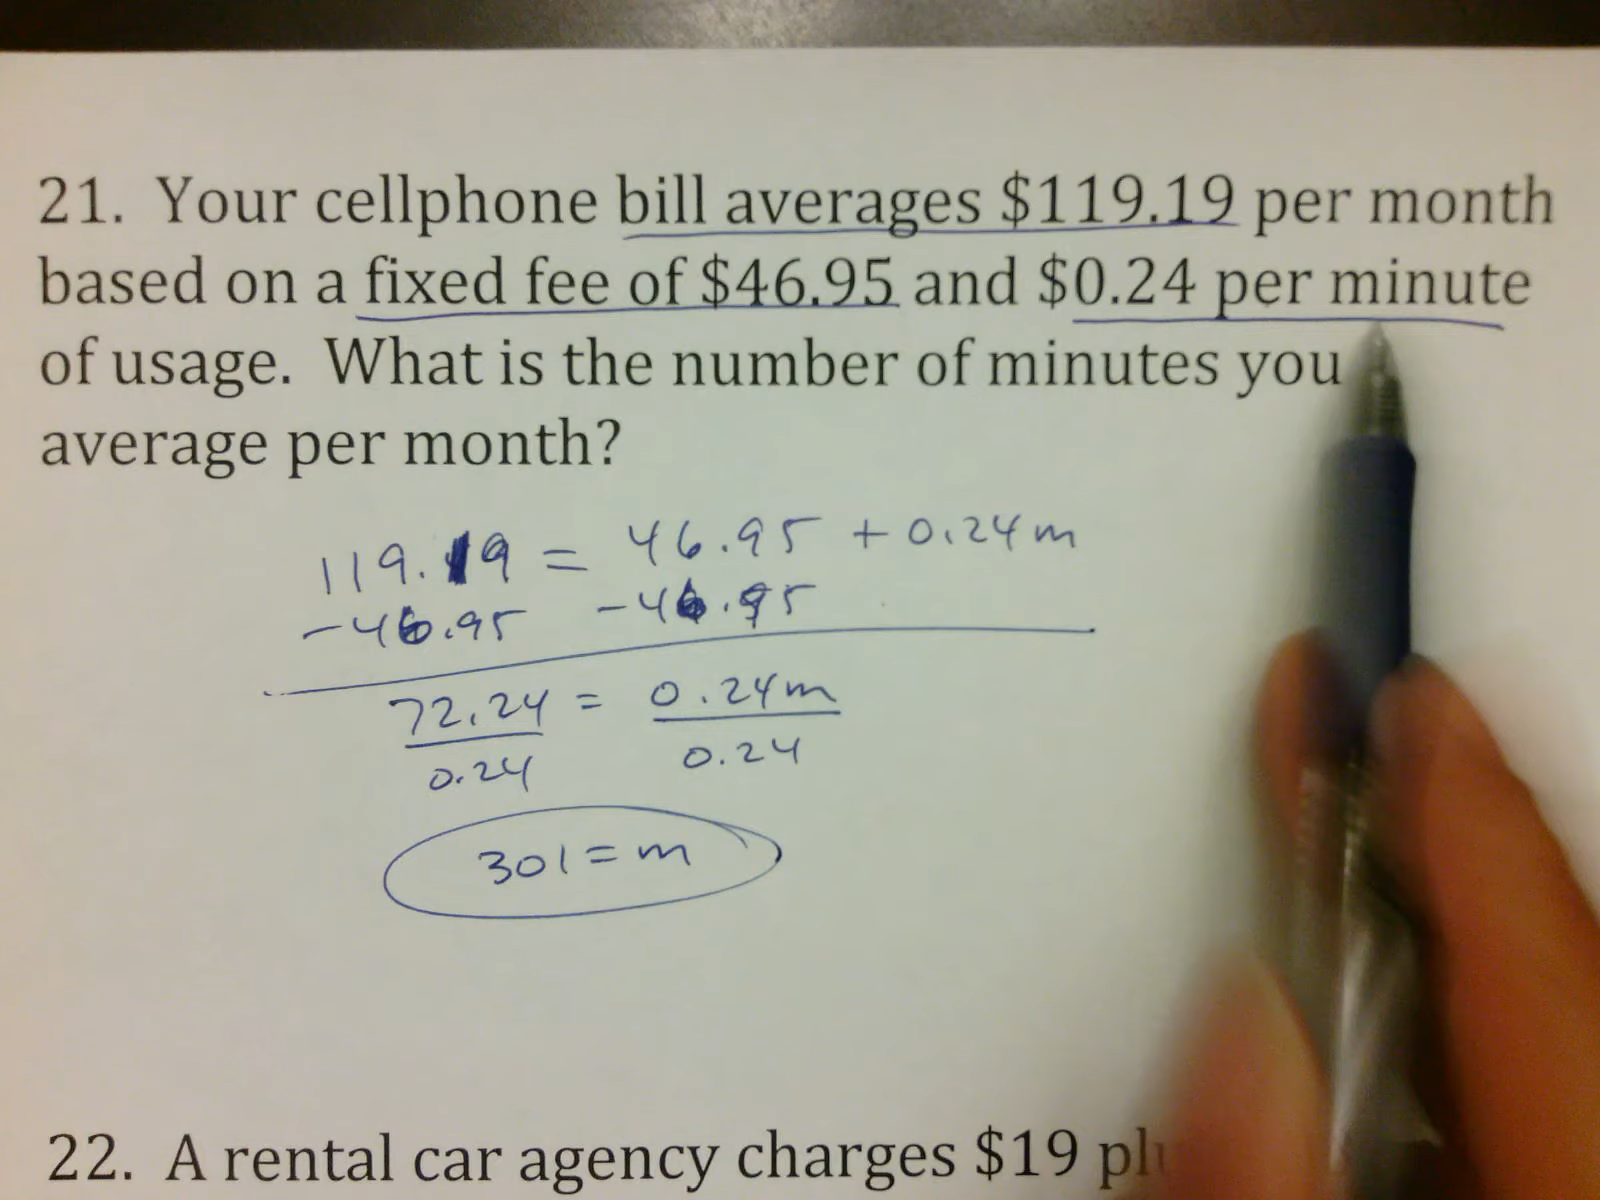 21. Your cellphone bill averages $119.19 per month
based on a fixed fee of $46.95 and $0.24 per minute
of usage. What is the number of minutes you
average per month?
119.19 = 46.95 + 0.24m
-46.95 -46.95
72.24 = 0.24m
0.24 0.24
301 = m
22. A rental car agency charges $19